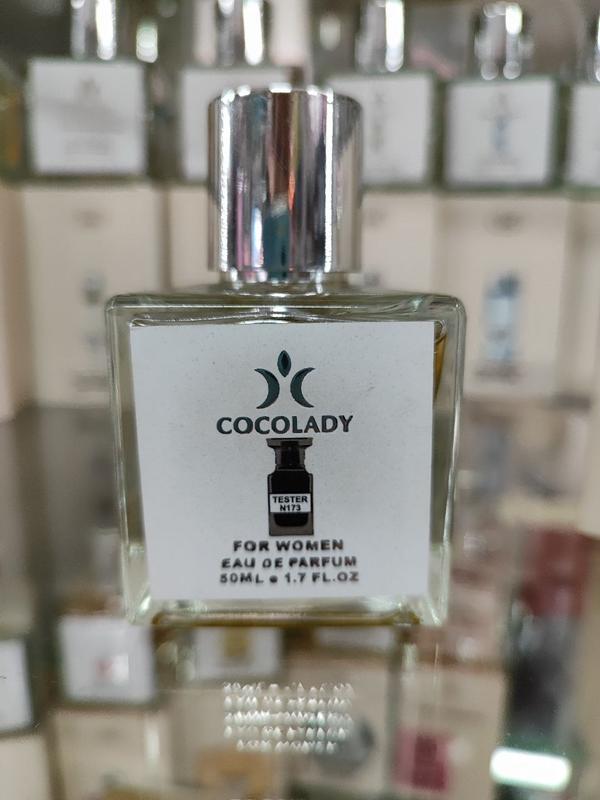 COCOLADY
TESTER
N173
FOR WOMEN
EAU DE PARFUM
50ML e 1.7 FL.OZ